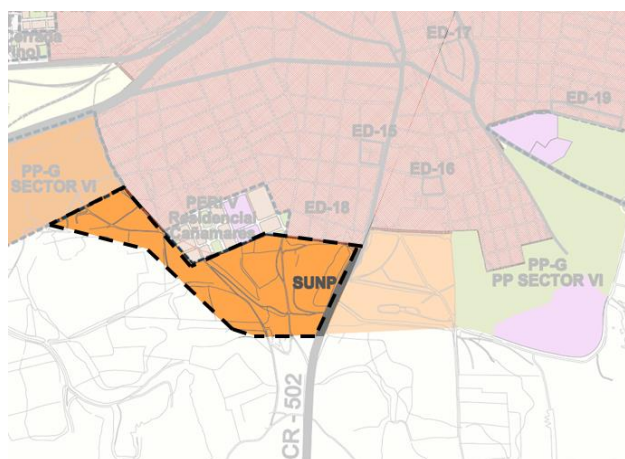 Cerrada
ED-17
ED-19
ED-15
ED-16
PP-G
SECTOR VI
PERI V
Residencial
Cañamares
ED-18
SUNP
PP-G
PP SECTOR VI
CR - 502